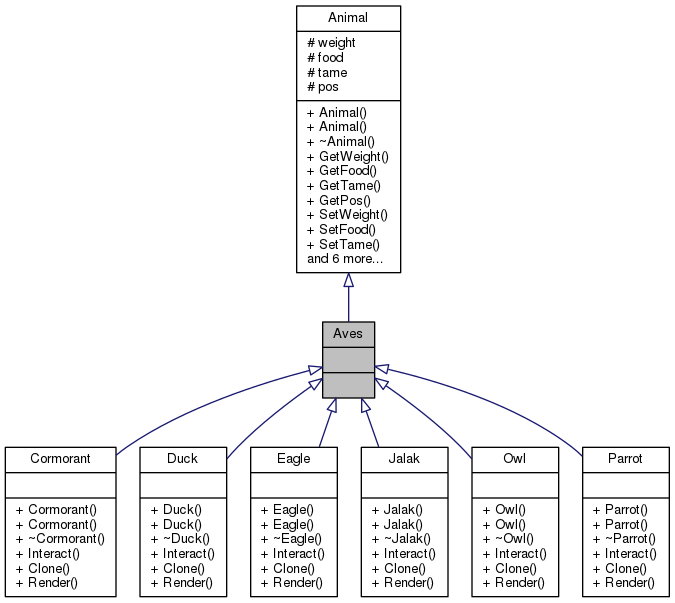 Animal
# weight
# food
# tame
# pos
+ Animal()
+ Animal()
+ ~Animal()
+ GetWeight()
+ GetFood()
+ GetTame()
+ GetPos()
+ SetWeight()
+ SetFood()
+ SetTame()
and 6 more...
Aves
Cormorant
+ Cormorant()
+ Cormorant()
+ ~Cormorant()
+ Interact()
+ Clone()
+ Render()
Duck
+ Duck()
+ Duck()
+ ~Duck()
+ Interact()
+ Clone()
+ Render()
Eagle
+ Eagle()
+ Eagle()
+ ~Eagle()
+ Interact()
+ Clone()
+ Render()
Jalak
+ Jalak()
+ Jalak()
+ ~Jalak()
+ Interact()
+ Clone()
+ Render()
Owl
+ Owl()
+ Owl()
+ ~Owl()
+ Interact()
+ Clone()
+ Render()
Parrot
+ Parrot()
+ Parrot()
+ ~Parrot()
+ Interact()
+ Clone()
+ Render()